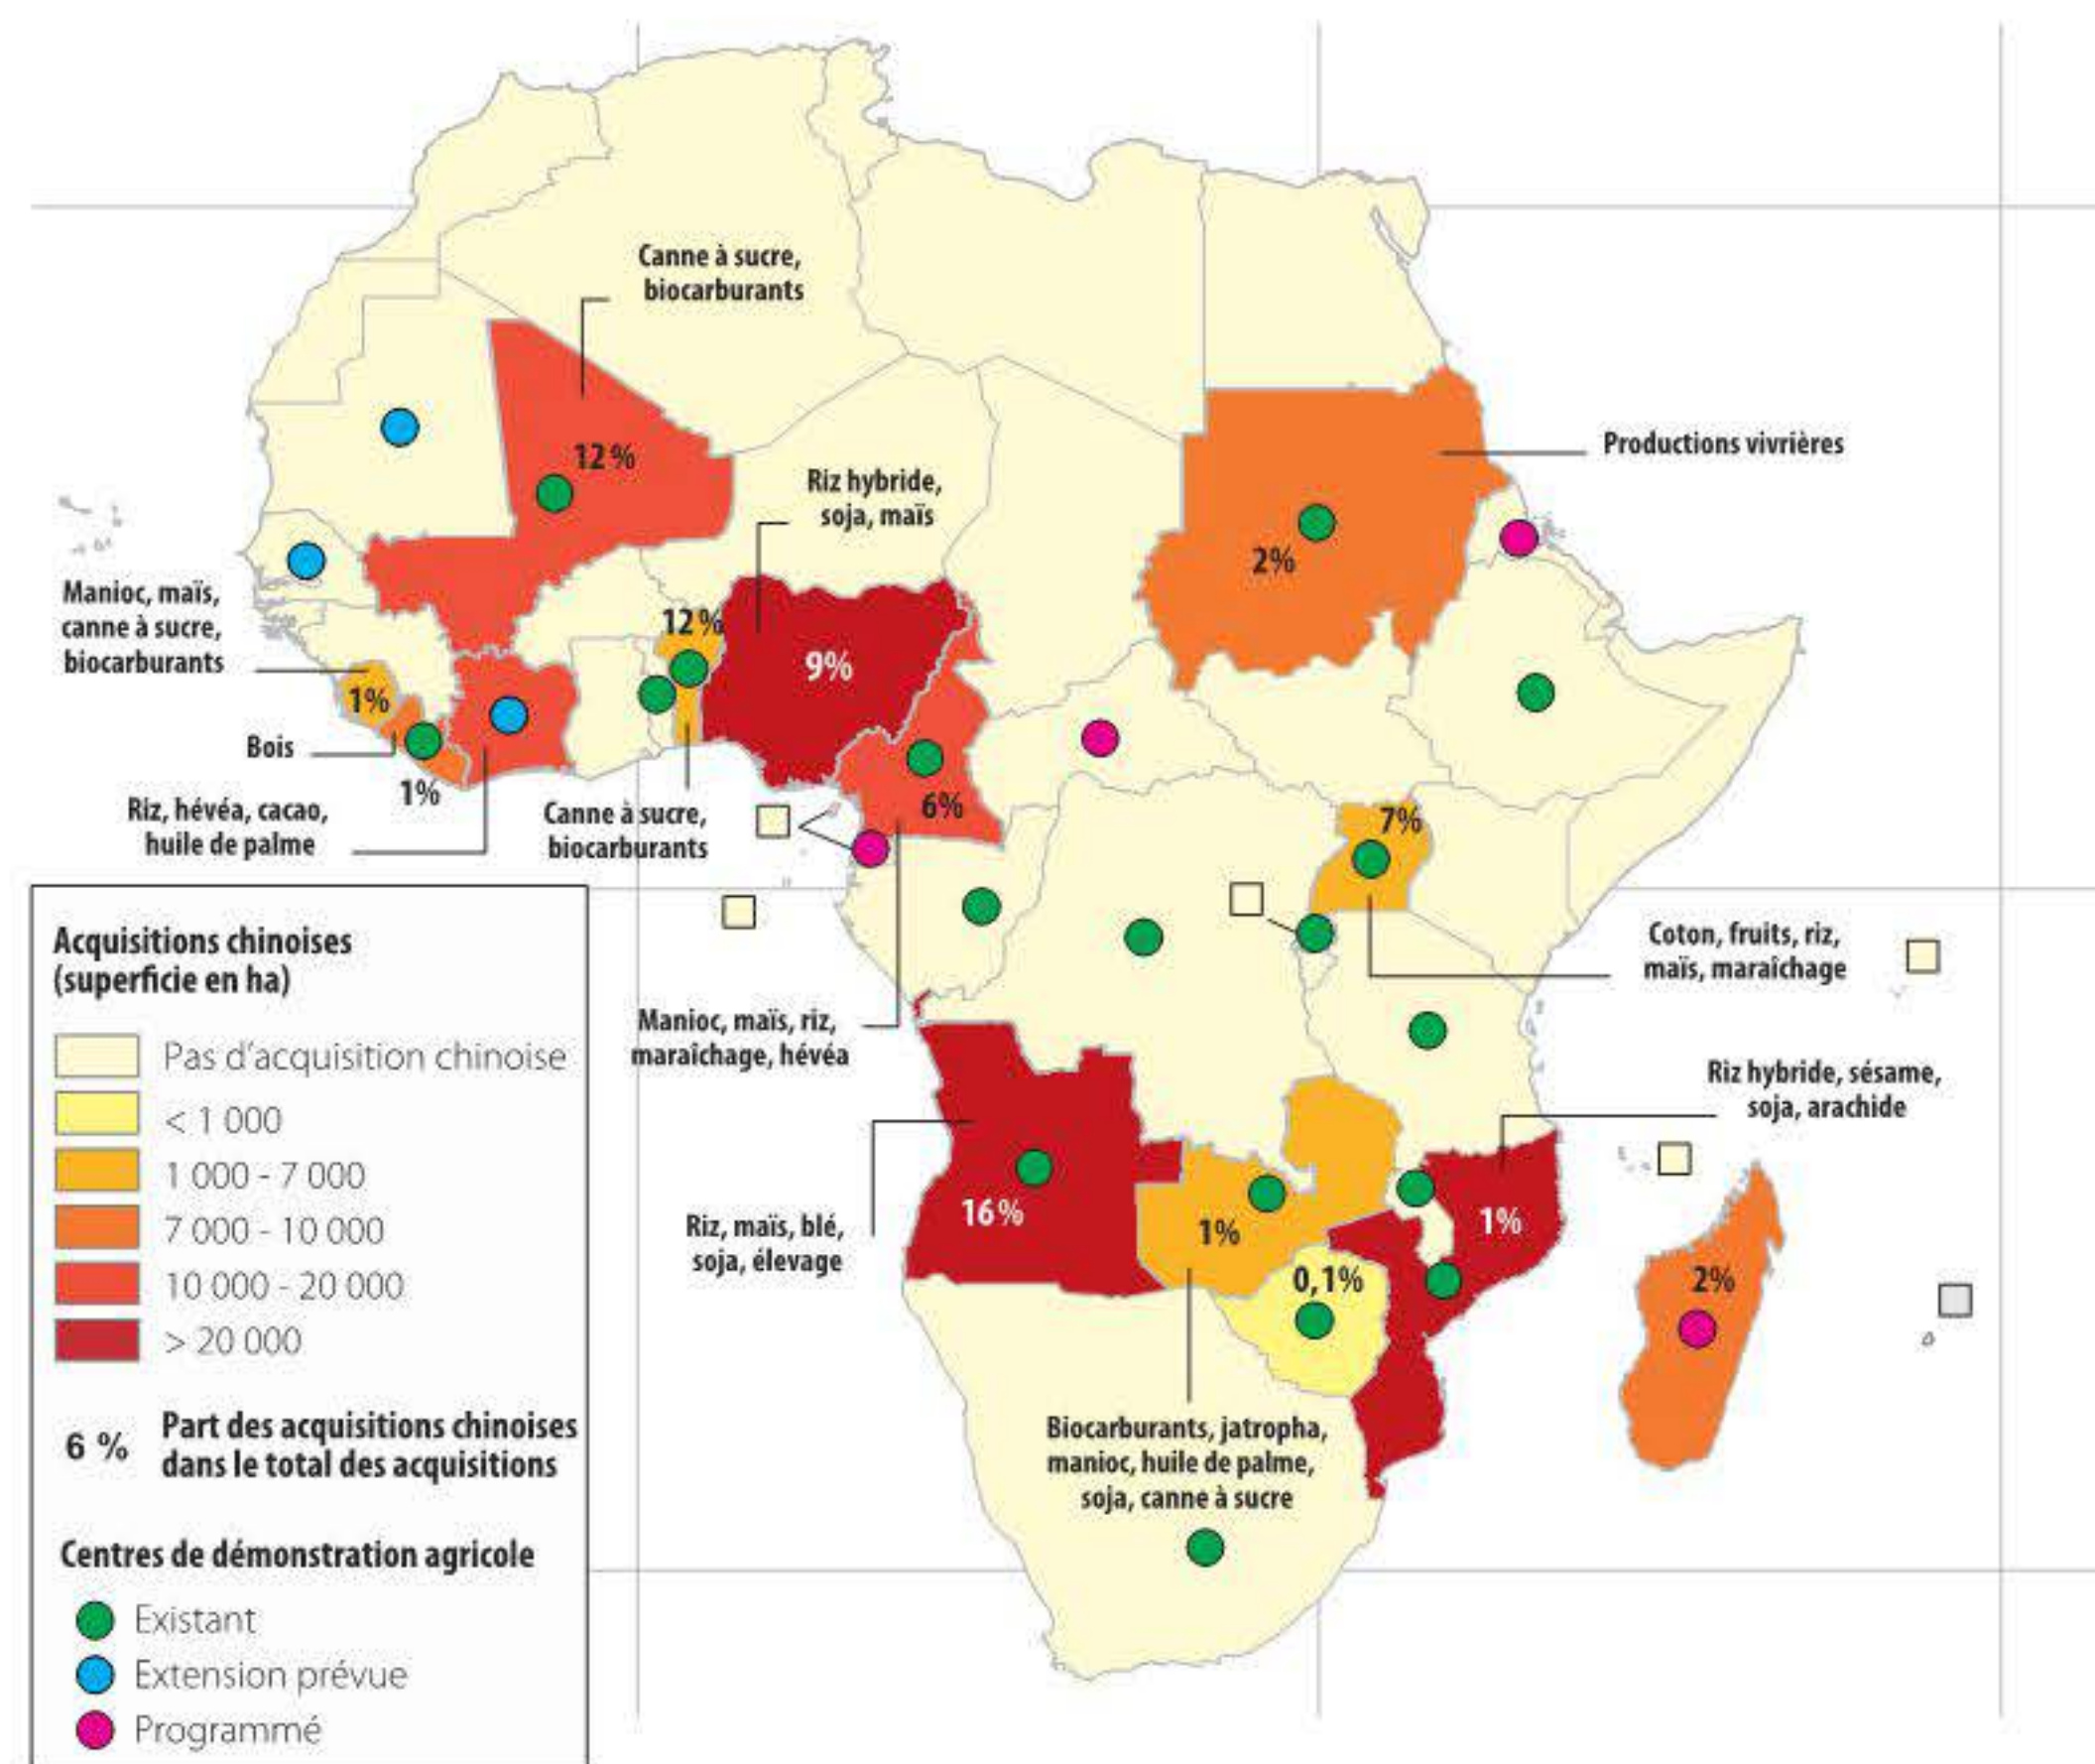 Canne à sucre,
biocarburants
12 %
Productions vivrières
Riz hybride,
soja, maïs
2%
Manioc, maïs,
canne à sucre,
biocarburants
12 %
9%
1%
Bois
1%
Riz, hévéa, cacao,
huile de palme
Canne à sucre,
biocarburants
6%
7%
Coton, fruits, riz,
maïs, maraîchage
Manioc, maïs, riz,
maraîchage, hévéa
Riz hybride, sésame,
soja, arachide
16 %
Riz, maïs, blé,
soja, élevage
1%
1%
0,1%
2%
Biocarburants, jatropha,
manioc, huile de palme,
soja, canne à sucre
Acquisitions chinoises
(superficie en ha)
Pas d'acquisition chinoise
< 1 000
1 000 - 7 000
7 000 - 10 000
10 000 - 20 000
> 20 000
6 %
Part des acquisitions chinoises
dans le total des acquisitions
Centres de démonstration agricole
Existant
Extension prévue
Programmé